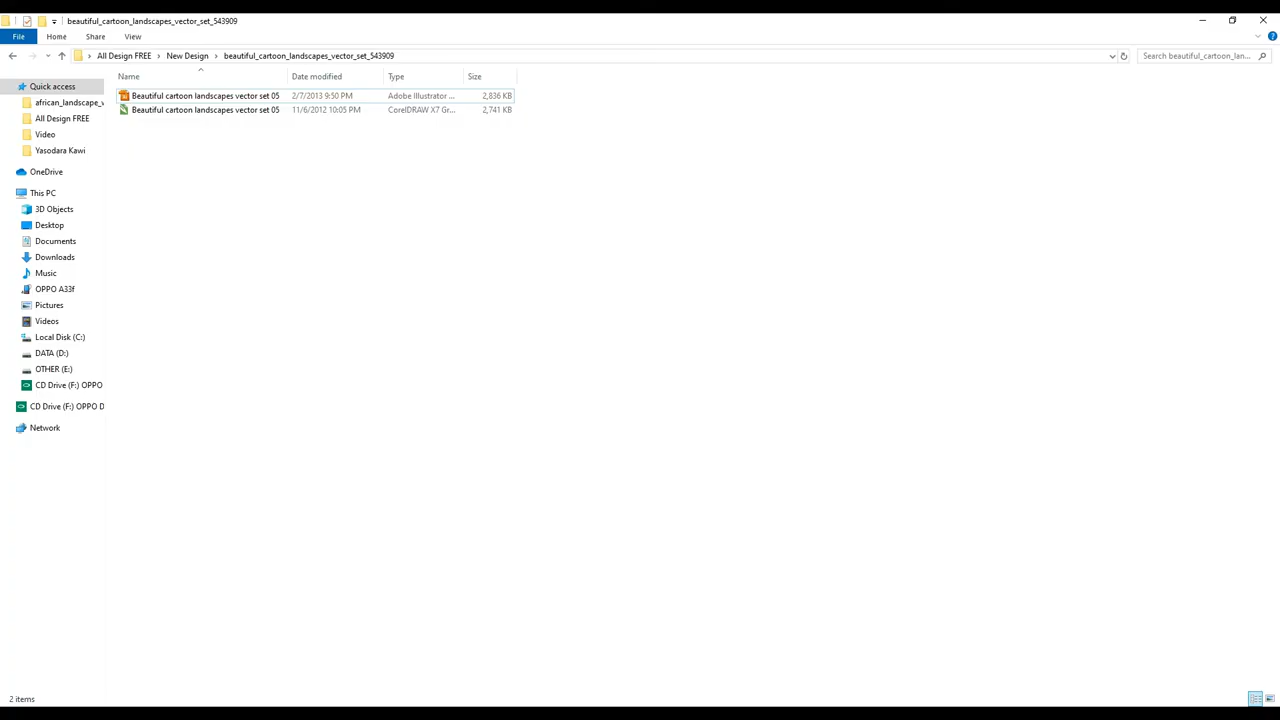 beautiful_cartoon_landscapes_vector_set_543909
File Home Share View
All Design FREE > New Design > beautiful_cartoon_landscapes_vector_set_543909
Search beautiful_cartoon_lan...
Name Date modified Type Size
Beautiful cartoon landscapes vector set 05 2/7/2013 9:50 PM Adobe Illustrator ... 2,836 KB
Beautiful cartoon landscapes vector set 05 11/6/2012 10:05 PM CorelDRAW X7 Gr... 2,741 KB
Quick access
african_landscape_v
All Design FREE
Video
Yasodara Kawi
OneDrive
This PC
3D Objects
Desktop
Documents
Downloads
Music
OPPO A33f
Pictures
Videos
Local Disk (C:)
DATA (D:)
OTHER (E:)
CD Drive (F:) OPPO
CD Drive (F:) OPPO D
Network
2 items